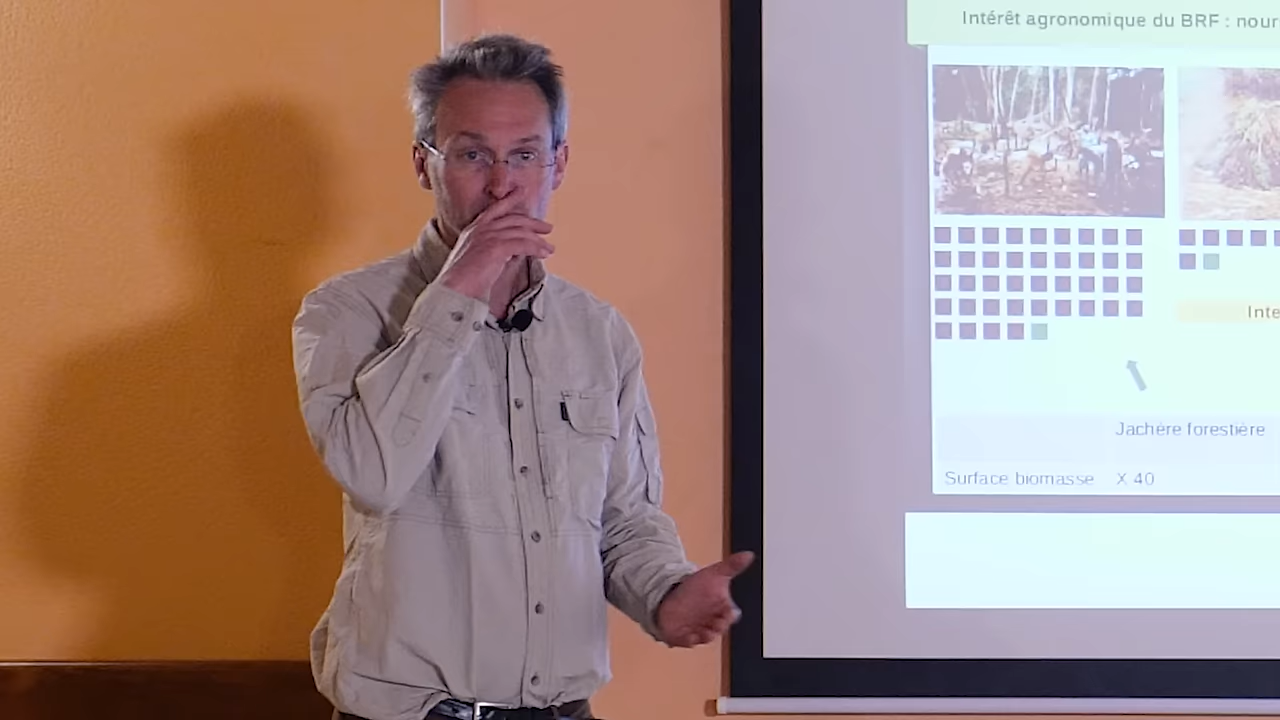 Intérêt agronomique du BRF : nour
Inte
Jachère forestière
Surface biomasse X 40